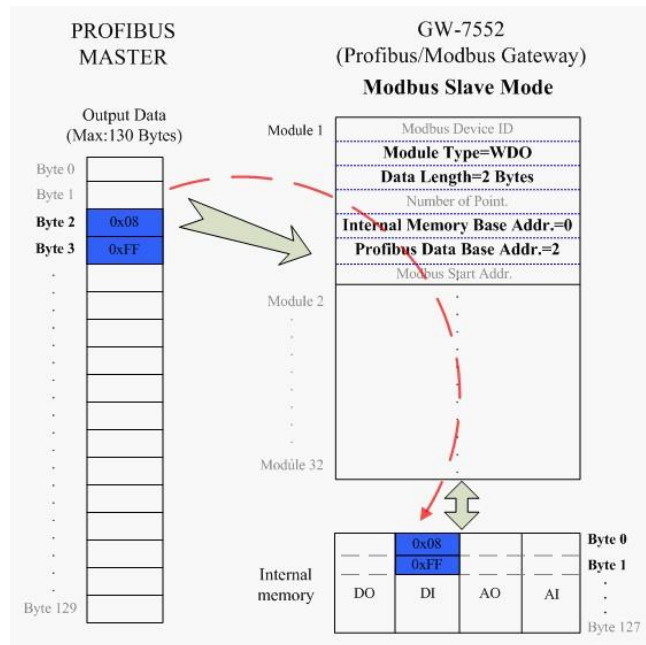 PROFIBUS
MASTER
GW-7552
(Profibus/Modbus Gateway)
Modbus Slave Mode
Output Data
(Max:130 Bytes)
Byte 0
Byte 1
Byte 2
0x08
Byte 3
0xFF
Byte 129
Module 1
Modbus Device ID
Module Type=WDO
Data Length=2 Bytes
Number of Point.
Internal Memory Base Addr.=0
Profibus Data Base Addr.=2
Modbus Start Addr.
Module 2
Module 32
Internal
memory
0x08
0xFF
DO
DI
AO
AI
Byte 0
Byte 1
Byte 127